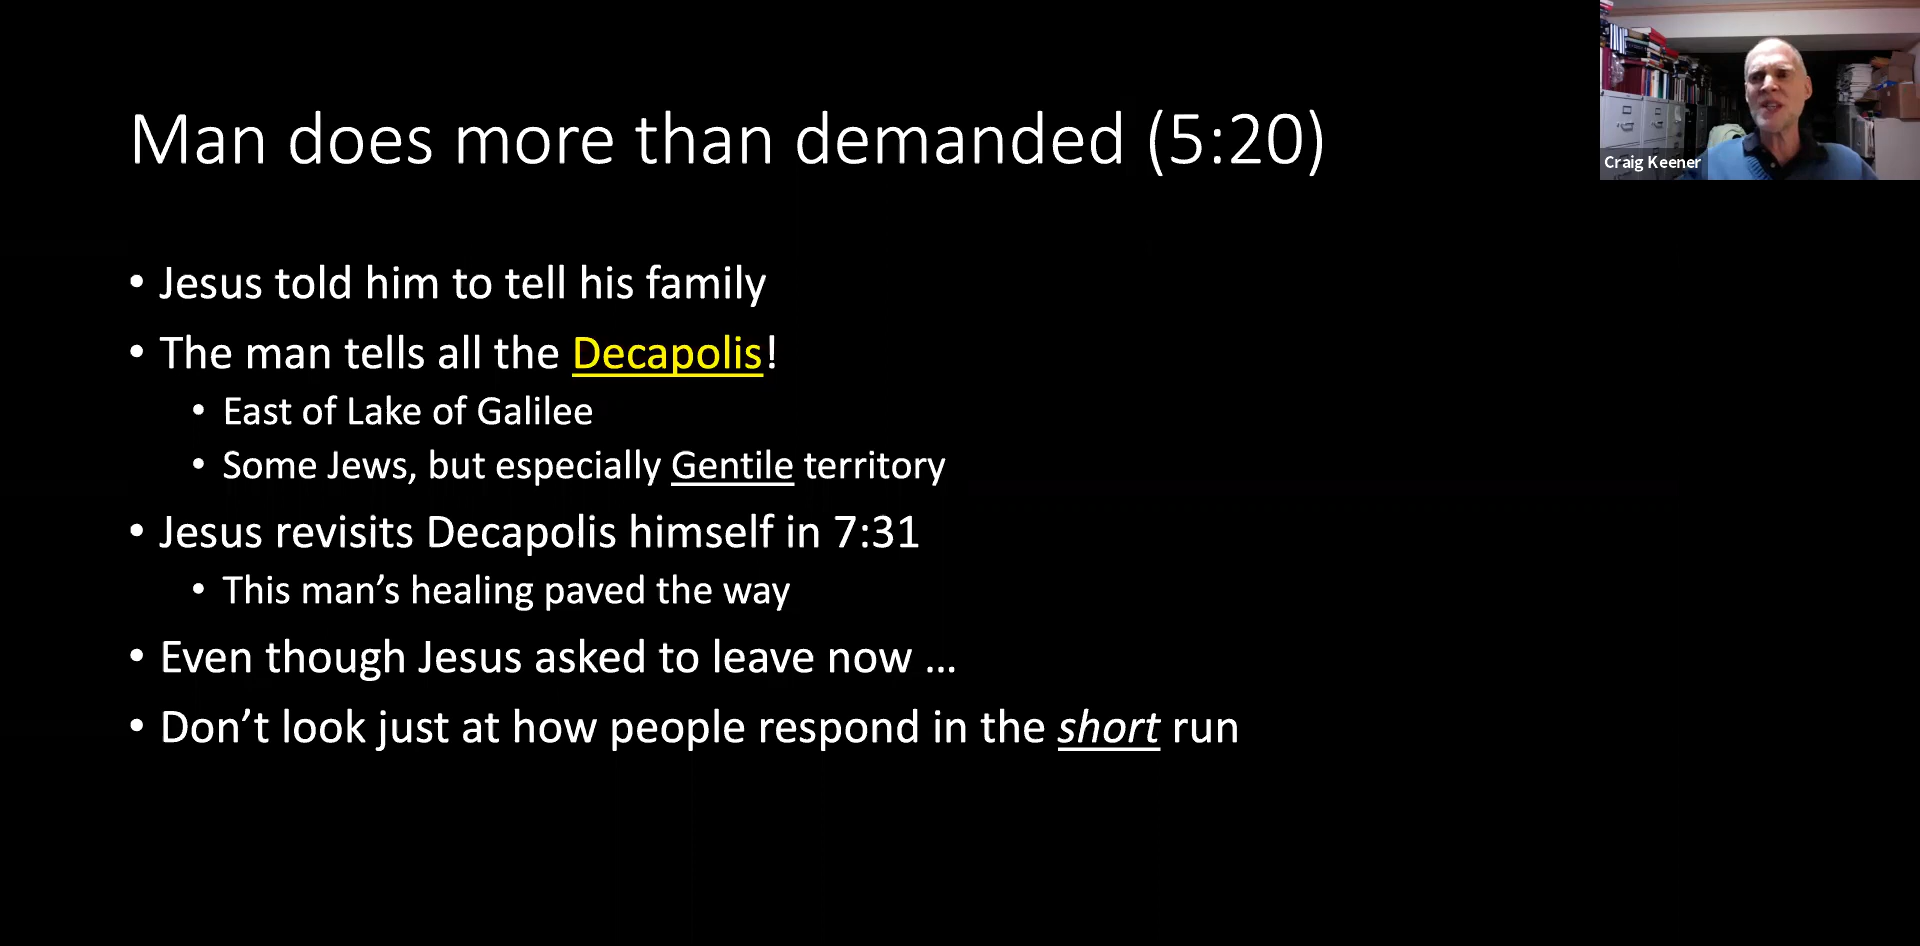 Man does more than demanded (5:20)
• Jesus told him to tell his family
• The man tells all the Decapolis!
• East of Lake of Galilee
• Some Jews, but especially Gentile territory
• Jesus revisits Decapolis himself in 7:31
• This man’s healing paved the way
• Even though Jesus asked to leave now …
• Don’t look just at how people respond in the short run
Craig Keener